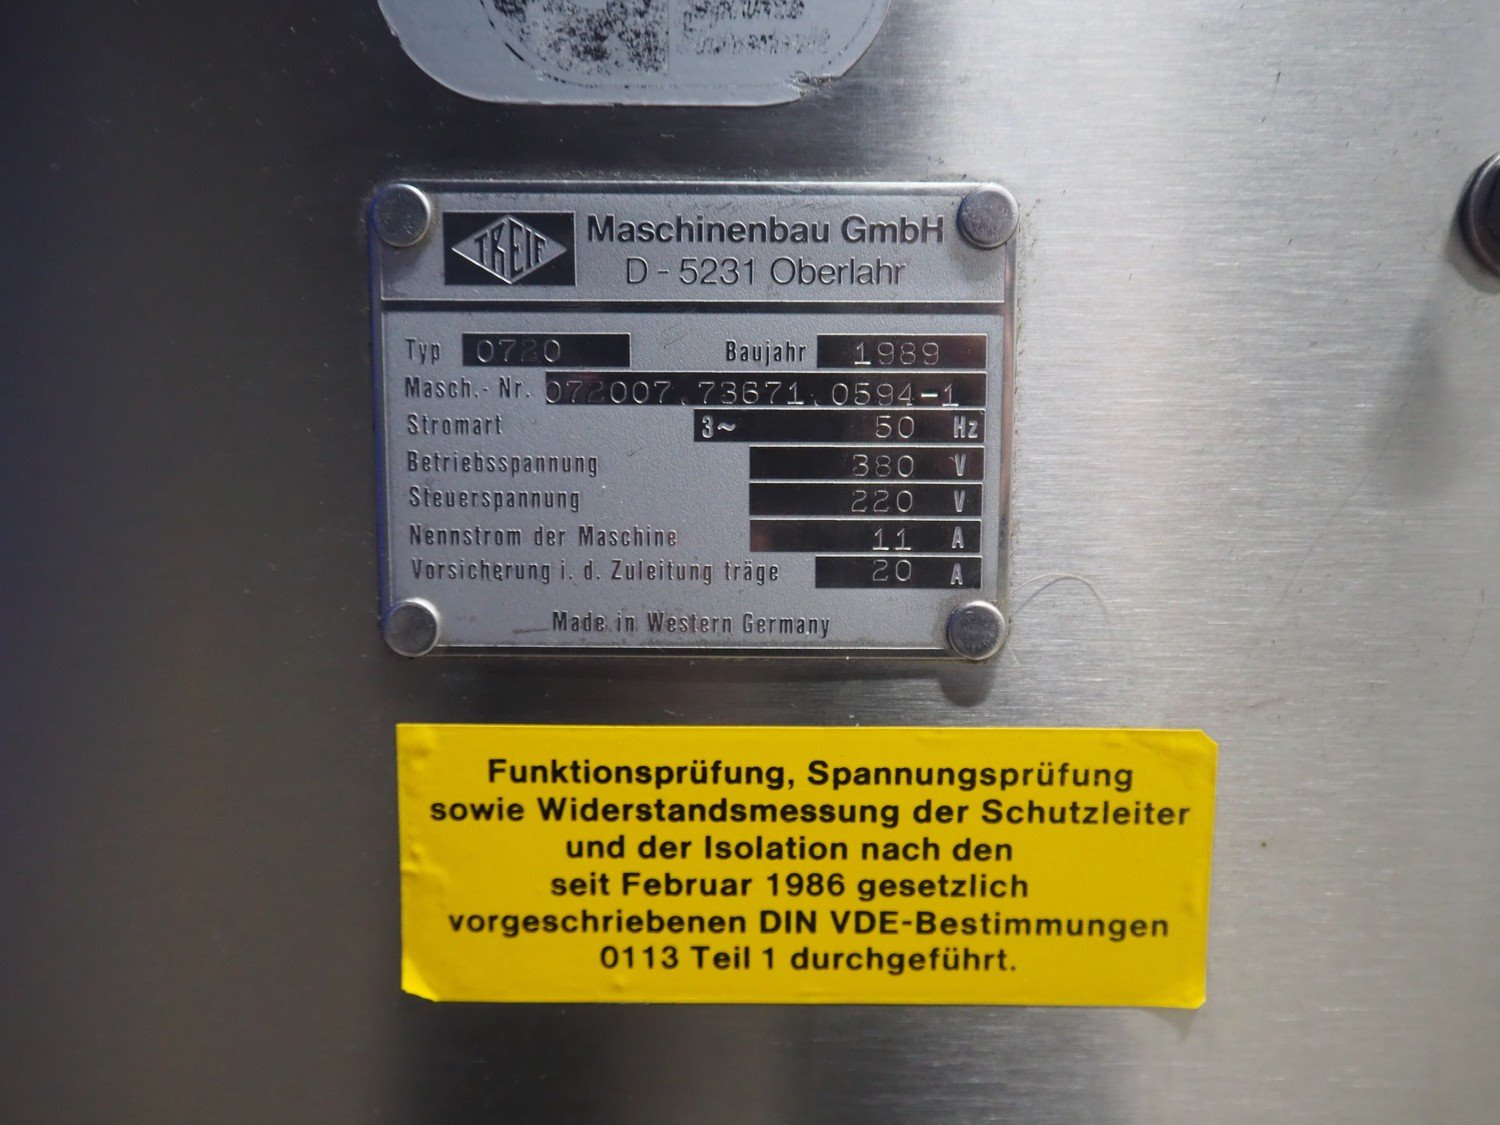 TREIF Maschinenbau GmbH
D - 5231 Oberlahr
Typ 0720 Baujahr 1989
Masch.- Nr. 072007.73671.0594-1
Stromart 3~ 50 Hz
Betriebsspannung 380 V
Steuerspannung 220 V
Nennstrom der Maschine 11 A
Vorsicherung i. d. Zuleitung träge 20 A
Made in Western Germany
Funktionsprüfung, Spannungsprüfung
sowie Widerstandsmessung der Schutzleiter
und der Isolation nach den
seit Februar 1986 gesetzlich
vorgeschriebenen DIN VDE-Bestimmungen
0113 Teil 1 durchgeführt.